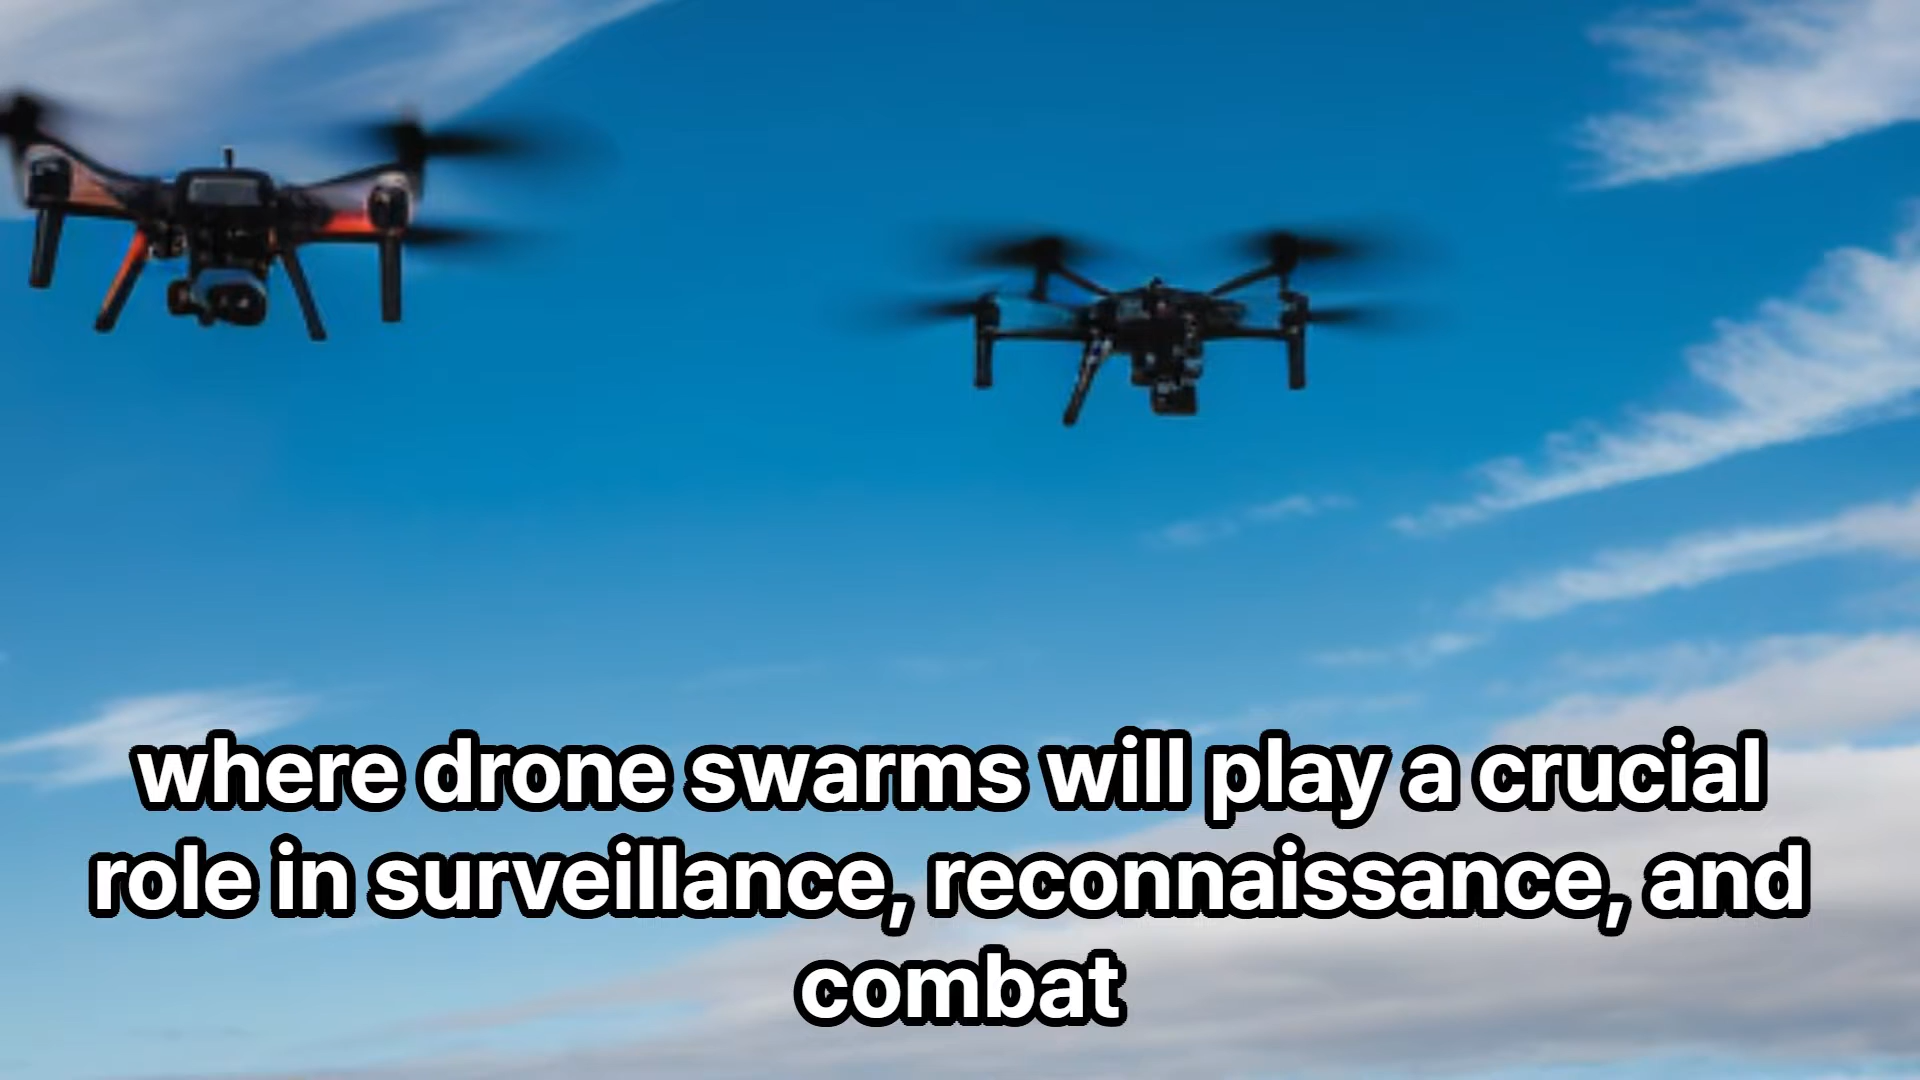 where drone swarms will play a crucial
role in surveillance, reconnaissance, and
combat